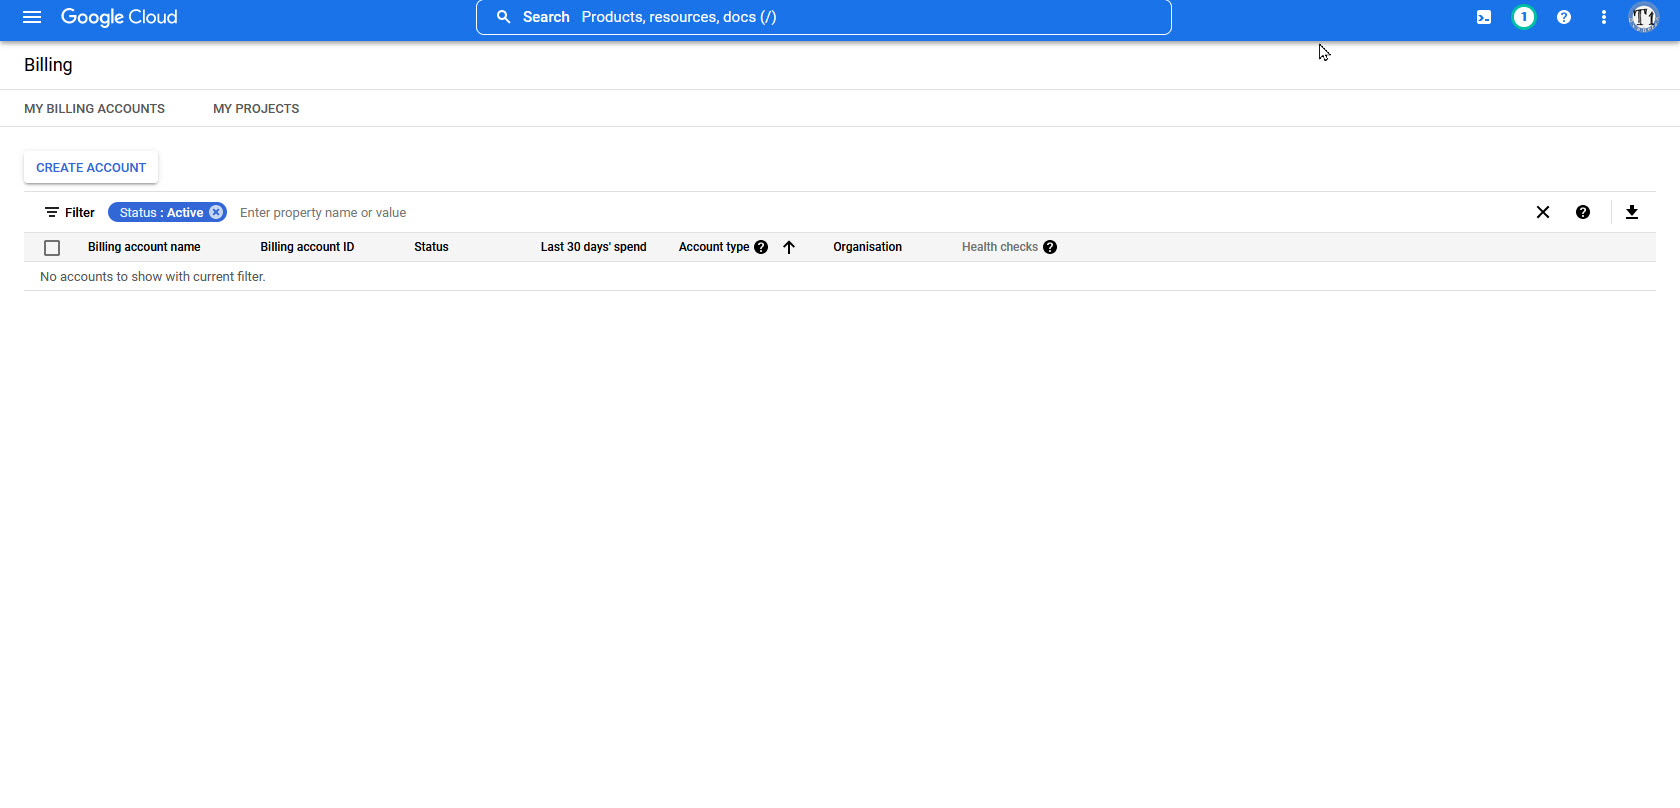 Google Cloud
Search Products, resources, docs (/)
1
T1
Billing
MY BILLING ACCOUNTS MY PROJECTS
CREATE ACCOUNT
Filter Status : Active Enter property name or value
Billing account name Billing account ID Status Last 30 days' spend Account type Organisation Health checks
No accounts to show with current filter.